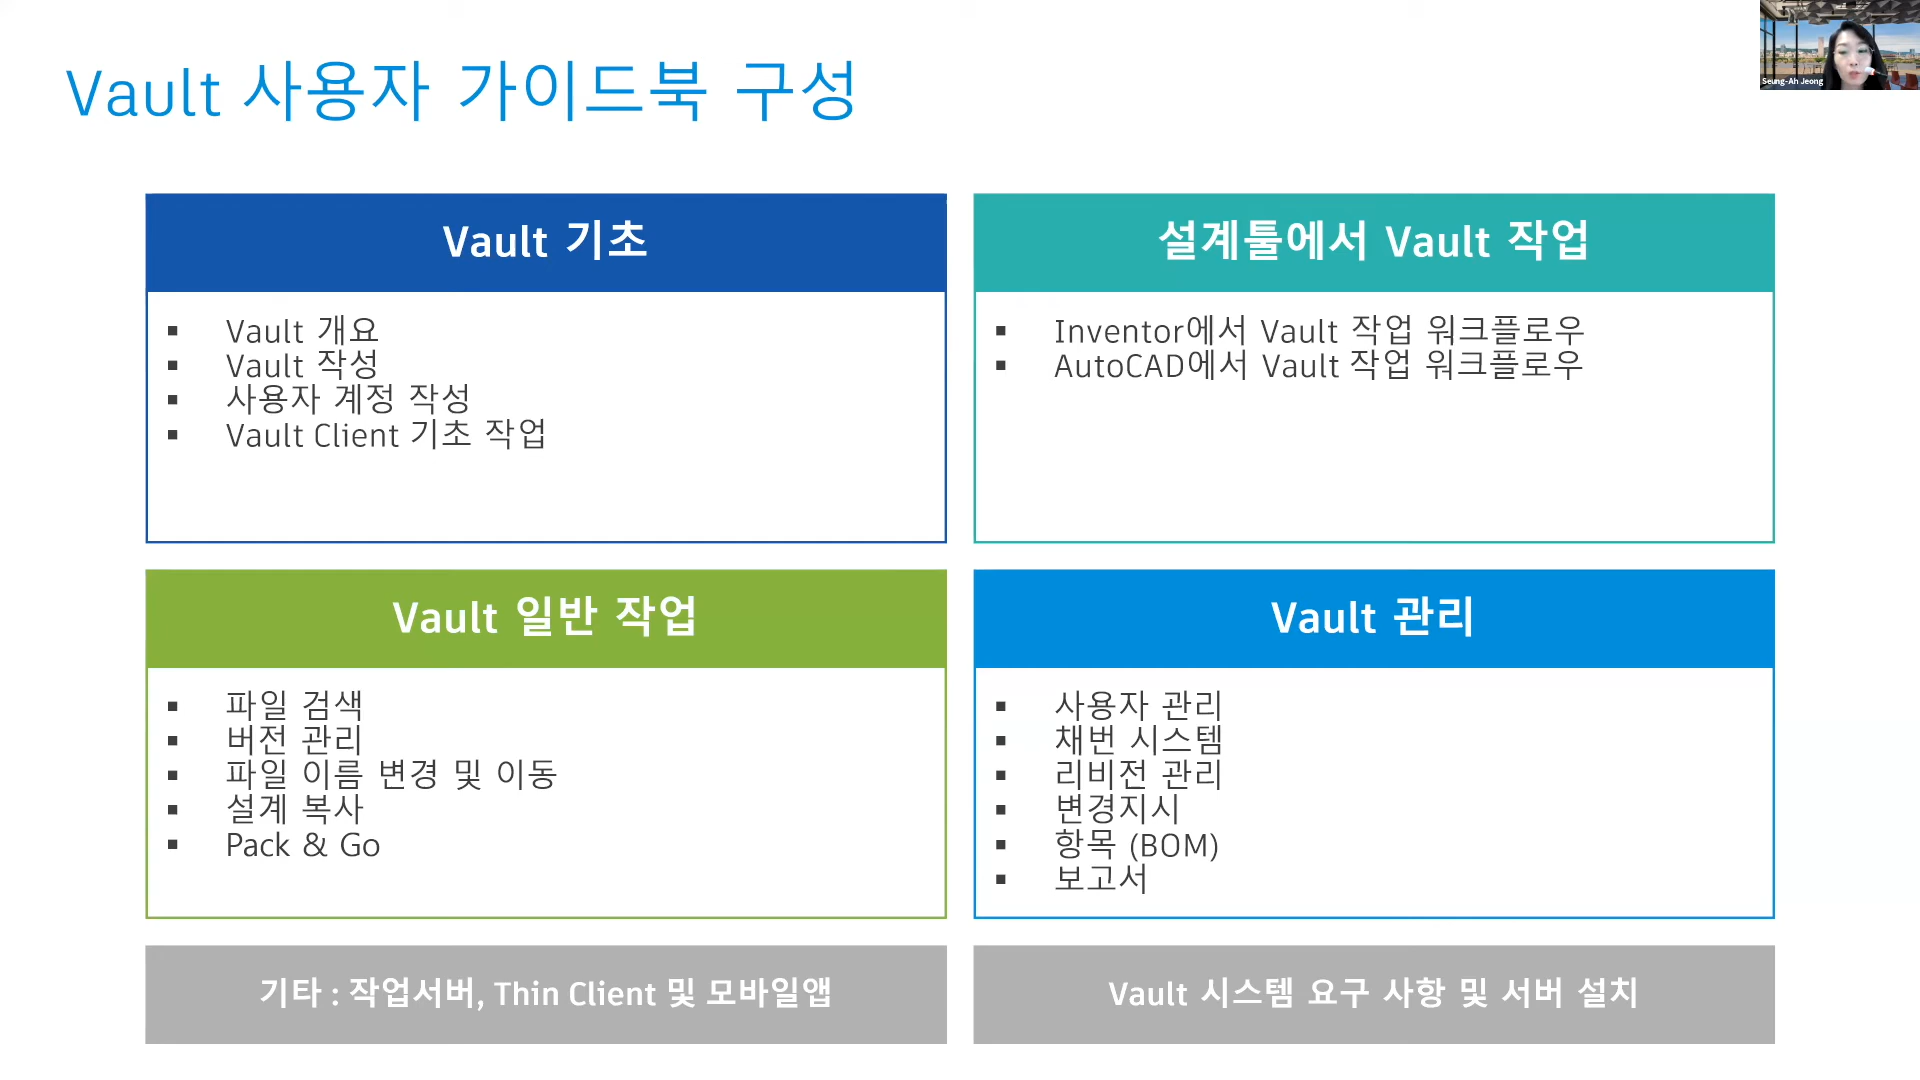 Vault 사용자 가이드북 구성
Seung-Ah Jeong
Vault 기초
Vault 개요
Vault 작성
사용자 계정 작성
Vault Client 기초 작업
설계툴에서 Vault 작업
Inventor에서 Vault 작업 워크플로우
AutoCAD에서 Vault 작업 워크플로우
Vault 일반 작업
파일 검색
버전 관리
파일 이름 변경 및 이동
설계 복사
Pack & Go
Vault 관리
사용자 관리
채번 시스템
리비전 관리
변경지시
항목 (BOM)
보고서
기타 : 작업서버, Thin Client 및 모바일앱
Vault 시스템 요구 사항 및 서버 설치